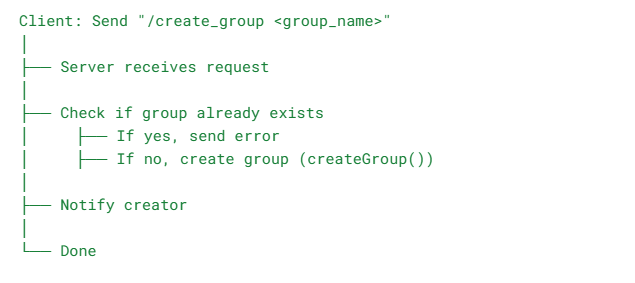 Client: Send "/create_group <group_name>"
│
├── Server receives request
│
├── Check if group already exists
│     ├── If yes, send error
│     ├── If no, create group (createGroup())
│
├── Notify creator
│
└── Done